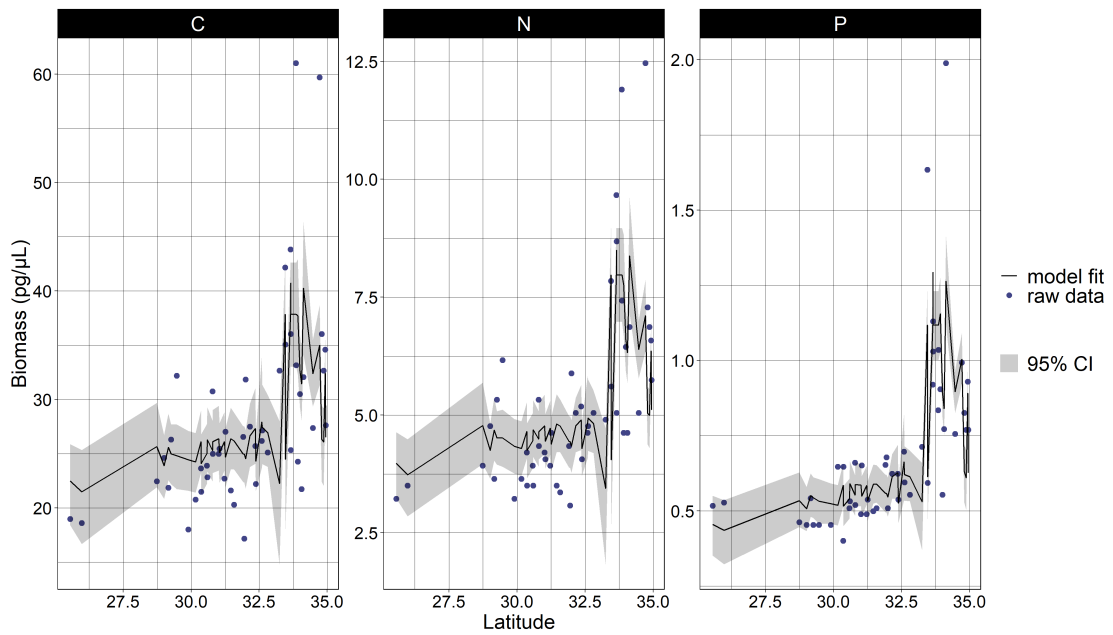 C
N
P
60
50
40
30
20
12.5
10.0
7.5
5.0
2.5
2.0
1.5
1.0
0.5
Biomass (pg/μL)
27.5 30.0 32.5 35.0
27.5 30.0 32.5 35.0
27.5 30.0 32.5 35.0
Latitude
model fit
raw data
95% CI